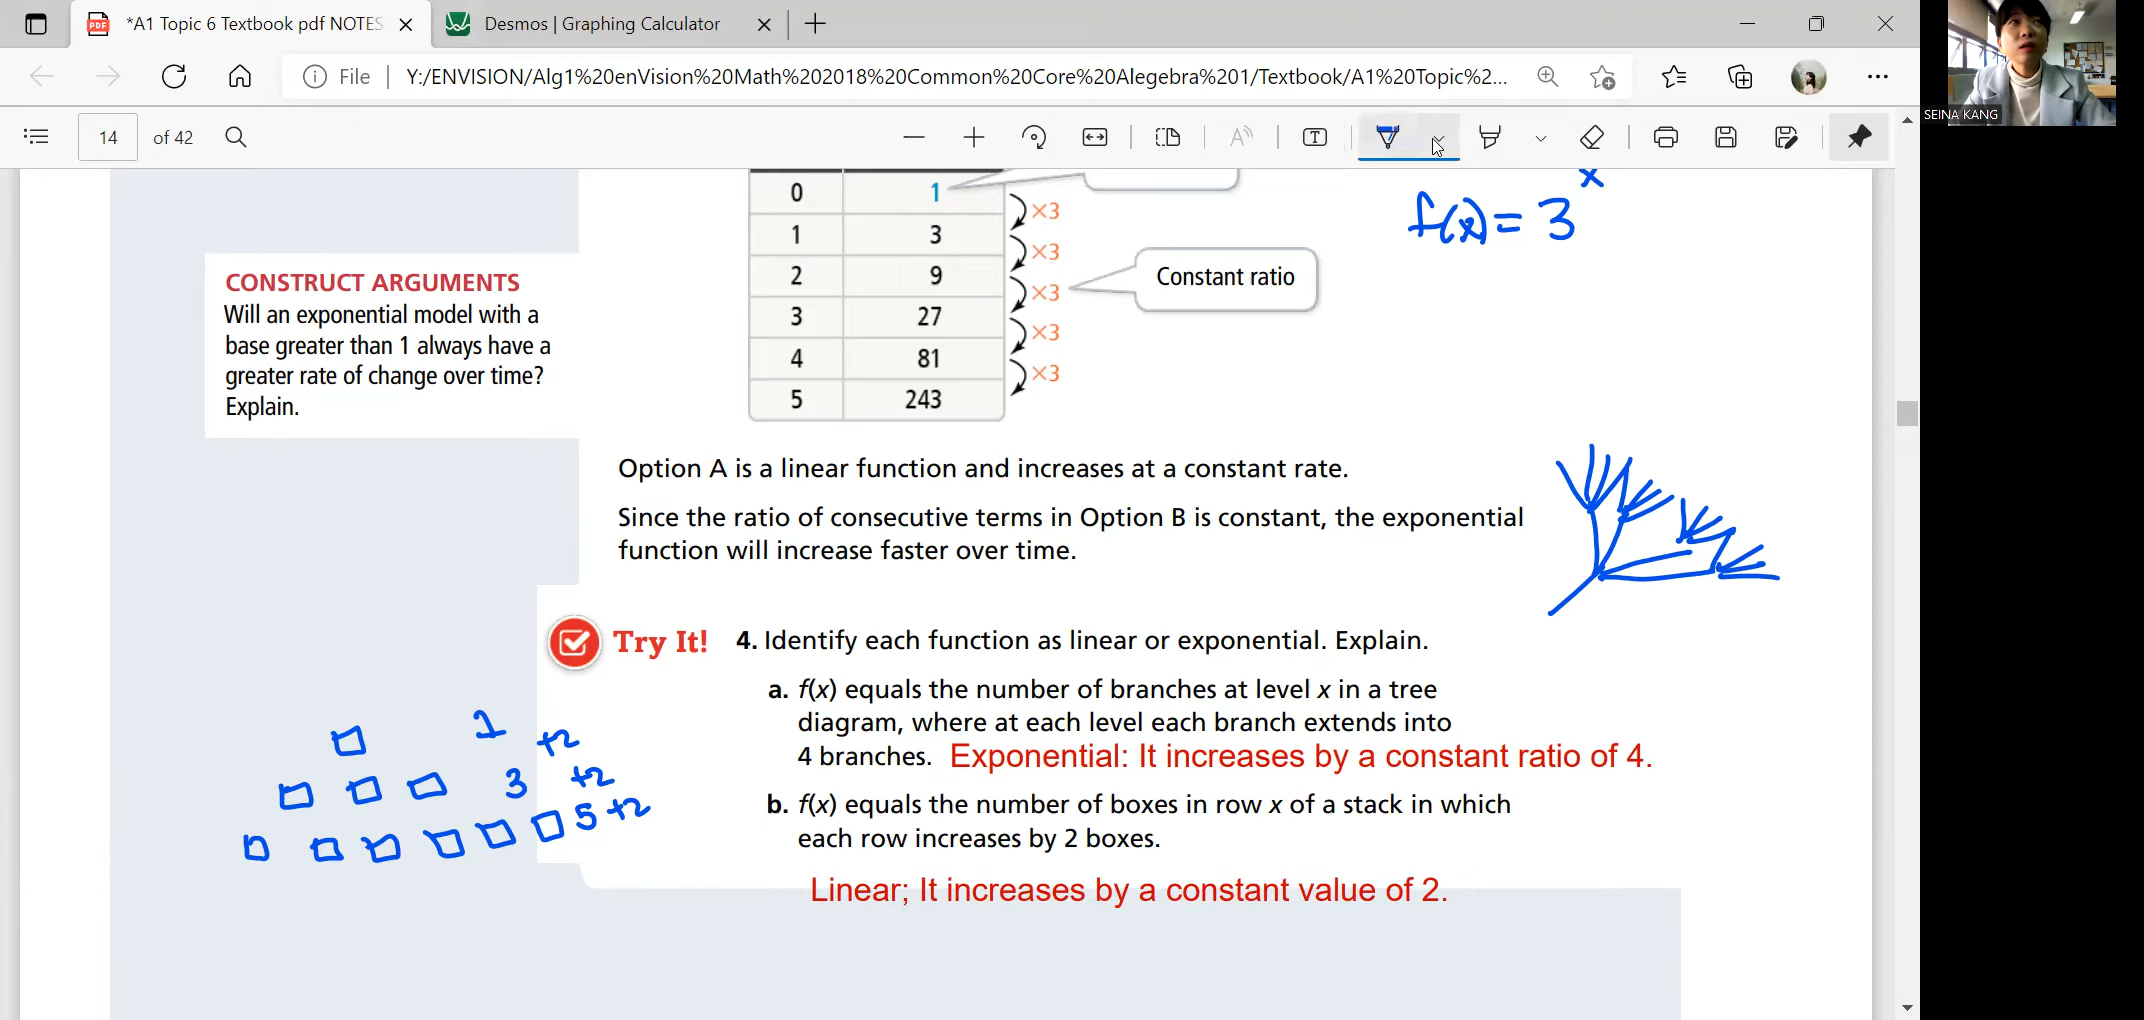 *A1 Topic 6 Textbook pdf NOTES
Desmos | Graphing Calculator
File
Y:/ENVISION/Alg1%20enVision%20Math%202018%20Common%20Core%20Alegebra%201/Textbook/A1%20Topic%2...
SEINA KANG
14 of 42
0 1
1 3
2 9
3 27
4 81
5 243
×3
×3
×3
×3
×3
Constant ratio
f(x) = 3^x
CONSTRUCT ARGUMENTS
Will an exponential model with a
base greater than 1 always have a
greater rate of change over time?
Explain.
Option A is a linear function and increases at a constant rate.
Since the ratio of consecutive terms in Option B is constant, the exponential
function will increase faster over time.
Try It! 4. Identify each function as linear or exponential. Explain.
a. f(x) equals the number of branches at level x in a tree
diagram, where at each level each branch extends into
4 branches. Exponential: It increases by a constant ratio of 4.
b. f(x) equals the number of boxes in row x of a stack in which
each row increases by 2 boxes.
Linear; It increases by a constant value of 2.
1 +2
3 +2
5 +2